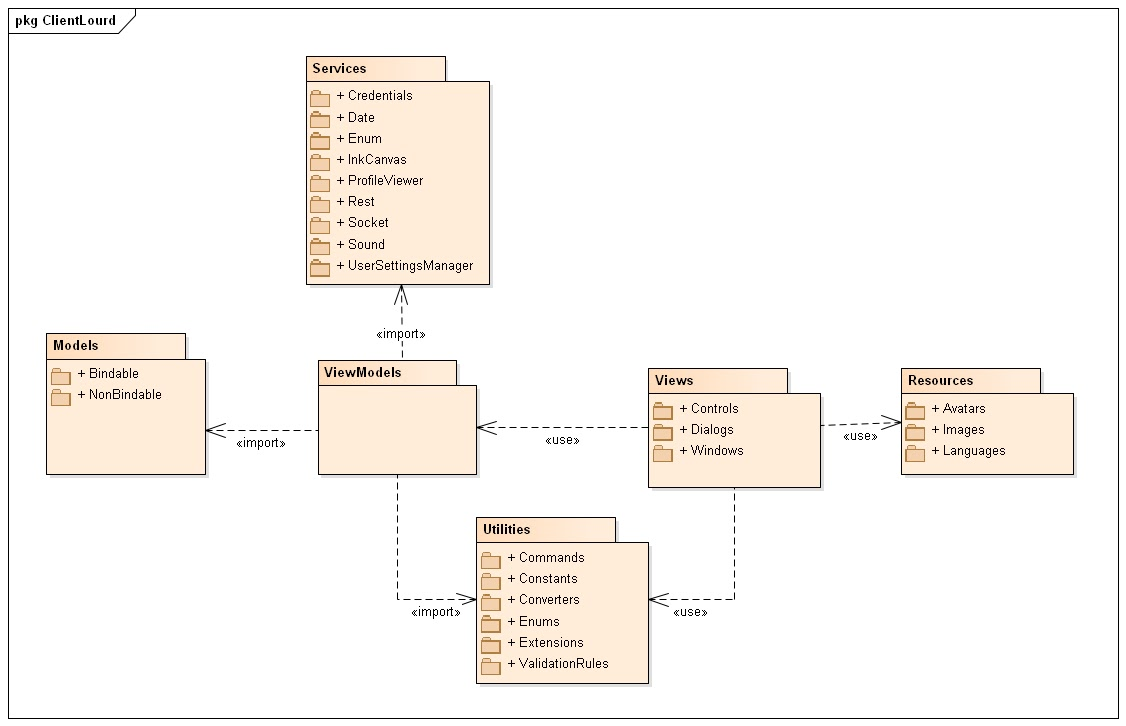 pkg ClientLourd
Services
+ Credentials
+ Date
+ Enum
+ InkCanvas
+ ProfileViewer
+ Rest
+ Socket
+ Sound
+ UserSettingsManager
«import»
Models
+ Bindable
+ NonBindable
«import»
ViewModels
«use»
Views
+ Controls
+ Dialogs
+ Windows
«use»
Resources
+ Avatars
+ Images
+ Languages
«import»
Utilities
+ Commands
+ Constants
+ Converters
+ Enums
+ Extensions
+ ValidationRules
«use»